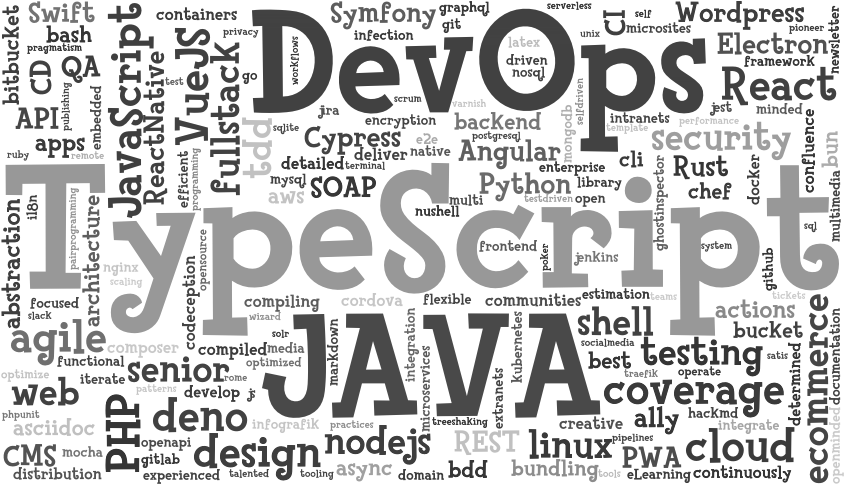 Swift
bash
pragmatism
bitbucket
CD
QA
publishing
embedded
API
apps
ruby
remote
JavaScript
ReactNative
containers
test
VueJS
privacy
go
fullstack
efficient
programming
tdd
sqlite
DevOps
workflows
infection
Symfony
graphql
git
latex
driven
nosql
serverless
unix
selfdriven
CI
self
microsites
Wordpress
pioneer
newsletter
Electron
framework
React
jest
minded
jira
encryption
scrum
varnish
backend
postgresql
mongodb
intranets
template
performance
security
confluence
bun
Cypress
e2e
native
detailed
deliver
terminal
Angular
enterprise
cli
Rust
chef
docker
multimedia
mysql
SOAP
aws
Python
library
multi
nushell
testdriven
open
ghostinspector
TypeScript
abstraction
i18n
pairprogramming
architecture
nginx
scaling
codeception
opensource
frontend
poker
jenkins
system
github
sql
focused
slack
compiling
wizard
cordova
flexible
communities
estimation
teams
tickets
actions
bucket
agile
functional
composer
compiled
solr
media
optimized
JAVA
markdown
integration
microservices
extranets
kubernetes
shell
socialmedia
best
testing
satis
traefik
operate
determined
documentation
ecommerce
optimize
iterate
senior
rome
web
patterns
develop
js
coverage
hackmd
integrate
openminded
phpunit
asciidoc
PHP
deno
infografik
practices
treeshaking
creative
ally
CMS
mocha
openapi
gitlab
design
nodejs
REST
linux
pipelines
PWA
cloud
distribution
experienced
talented
tooling
async
domain
bdd
bundling
tools
eLearning
continuously